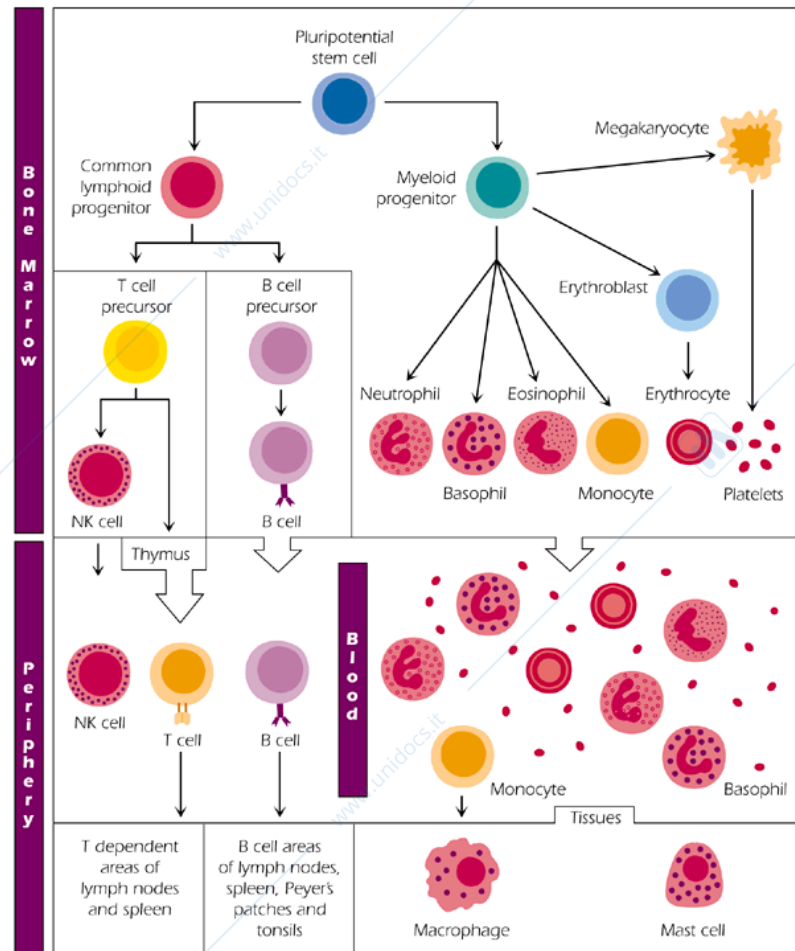 Pluripotential
stem cell
Megakaryocyte
Common
lymphoid
progenitor
Myeloid
progenitor
www.unidocs.it
Bone Marrow
T cell
precursor
B cell
precursor
Erythroblast
Neutrophil
Eosinophil
Erythrocyte
Basophil
Monocyte
Platelets
NK cell
B cell
Thymus
Periphery
Blood
NK cell
T cell
B cell
Monocyte
Basophil
www.unidocs.it
Tissues
T dependent
areas of
lymph nodes
and spleen
B cell areas
of lymph nodes,
spleen, Peyer's
patches and
tonsils
Macrophage
Mast cell